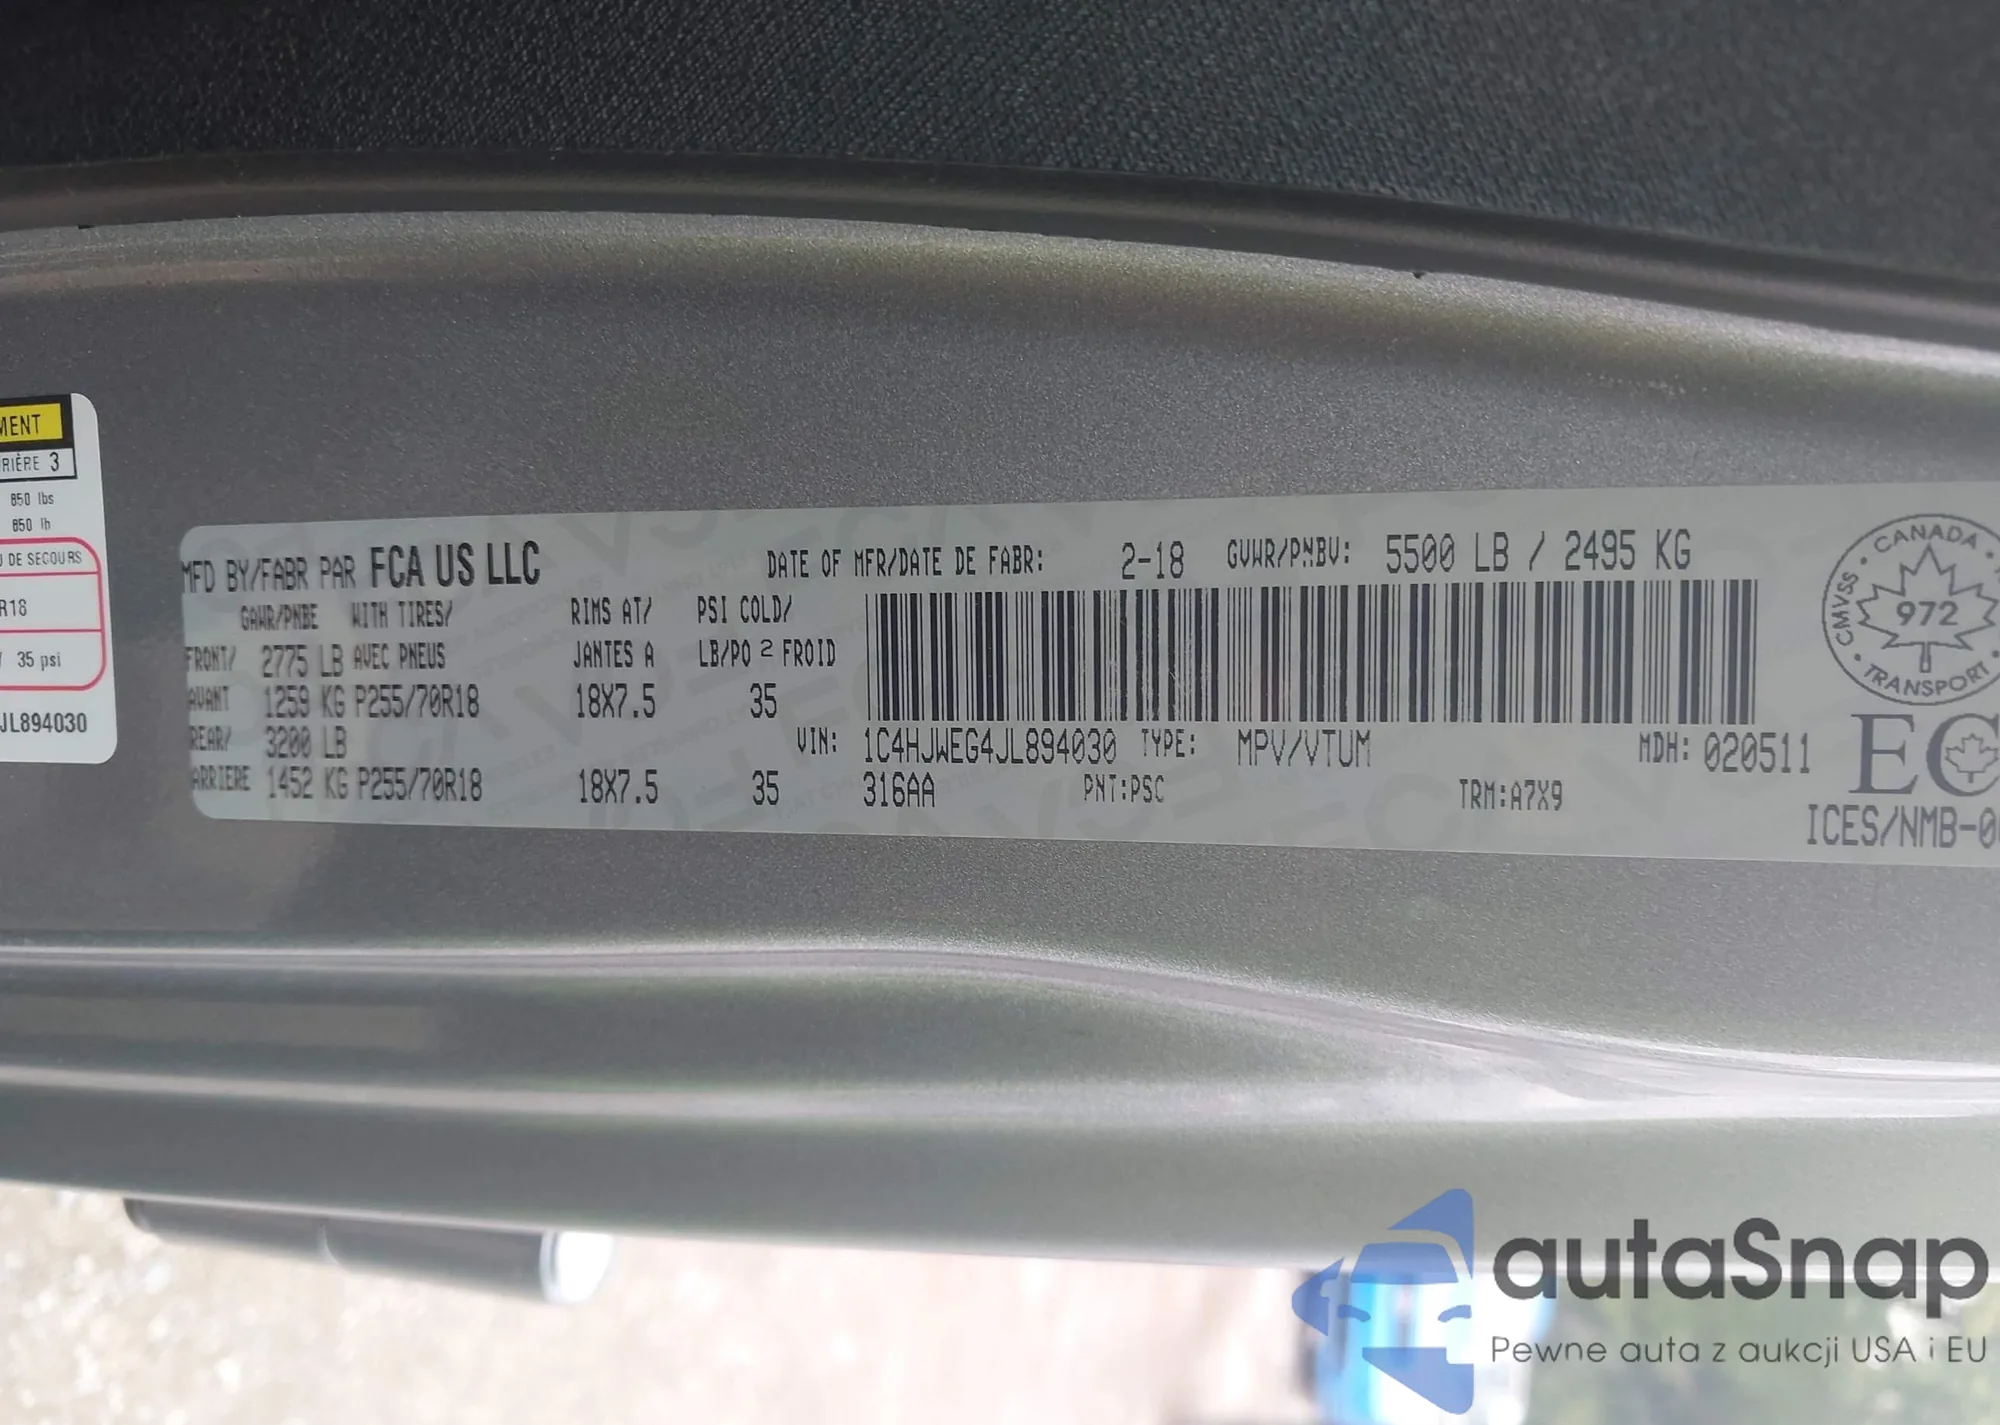 MENT
RIÈRE 3
850 lbs
850 lb
DE SECOURS
R18
35 psi
JL894030
MFD BY/FABR PAR FCA US LLC
DATE OF MFR/DATE DE FABR: 2-18 GVWR/PNBV: 5500 LB / 2495 KG
GAWR/PNBE WITH TIRES/ RIMS AT/ PSI COLD/
FRONT/ 2775 LB AVEC PNEUS JANTES A LB/PO 2 FROID
AVANT 1259 KG P255/70R18 18X7.5 35
REAR/ 3200 LB VIN: 1C4HJWEG4JL894030 TYPE: MPV/VTUM MDH: 020511
ARRIERE 1452 KG P255/70R18 18X7.5 35 316AA PNT:PSC TRM:A7X9
CANADA
CMVSS
972
TRANSPORT
EC
ICES/NMB-0
autaSnap
Pewne auta z aukcji USA i EU